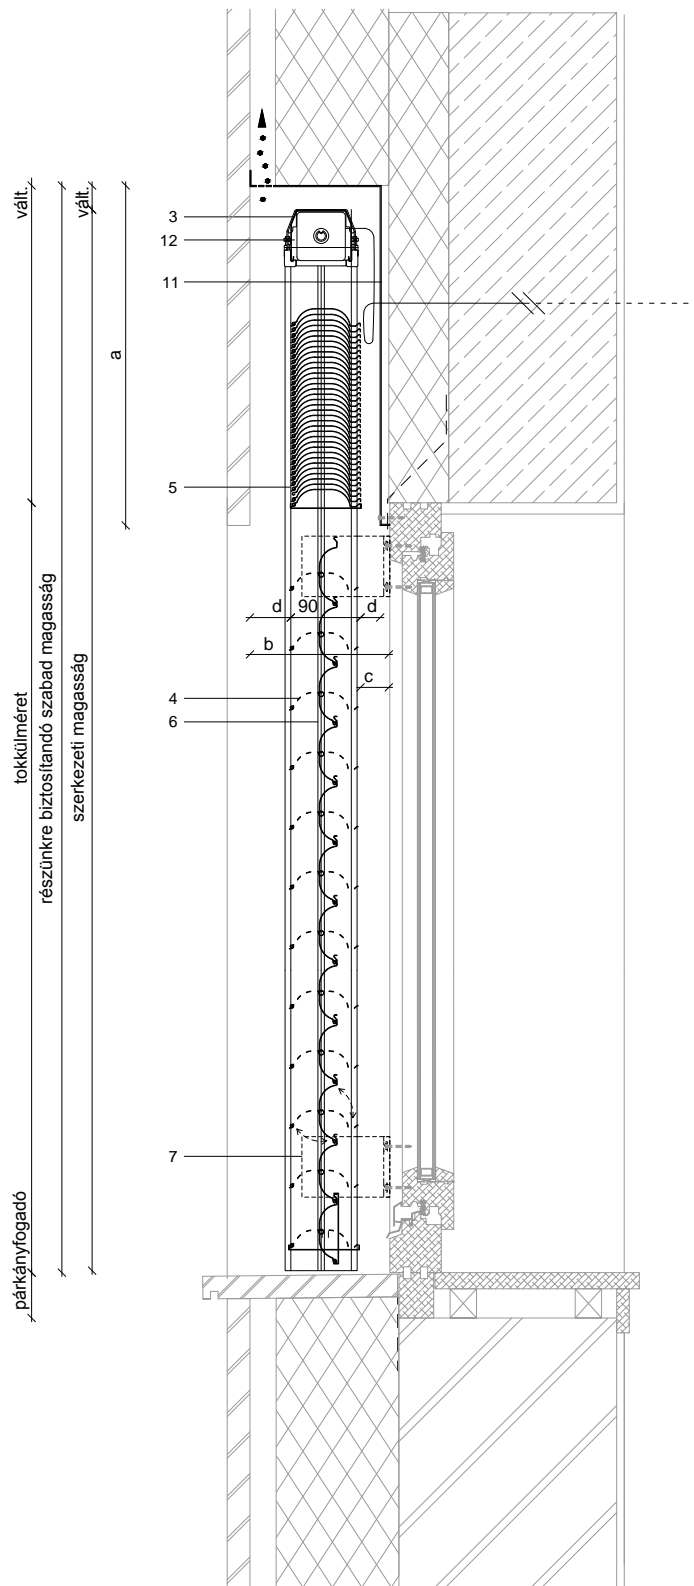 vált.
vált.
3
12
11
a
5
d
90
d
b
c
4
6
tokkülméret
részünkre biztosítandó szabad magasság
szerkezeti magasság
7
párkányfogadó